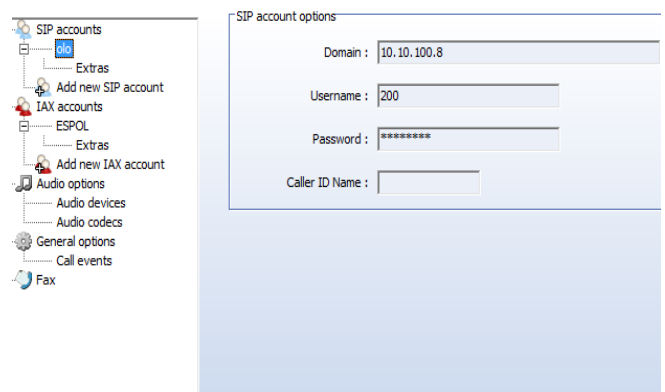 SIP accounts
olo
Extras
Add new SIP account
IAX accounts
ESPOL
Extras
Add new IAX account
Audio options
Audio devices
Audio codecs
General options
Call events
Fax
SIP account options
Domain : 10.10.100.8
Username : 200
Password : ********
Caller ID Name :